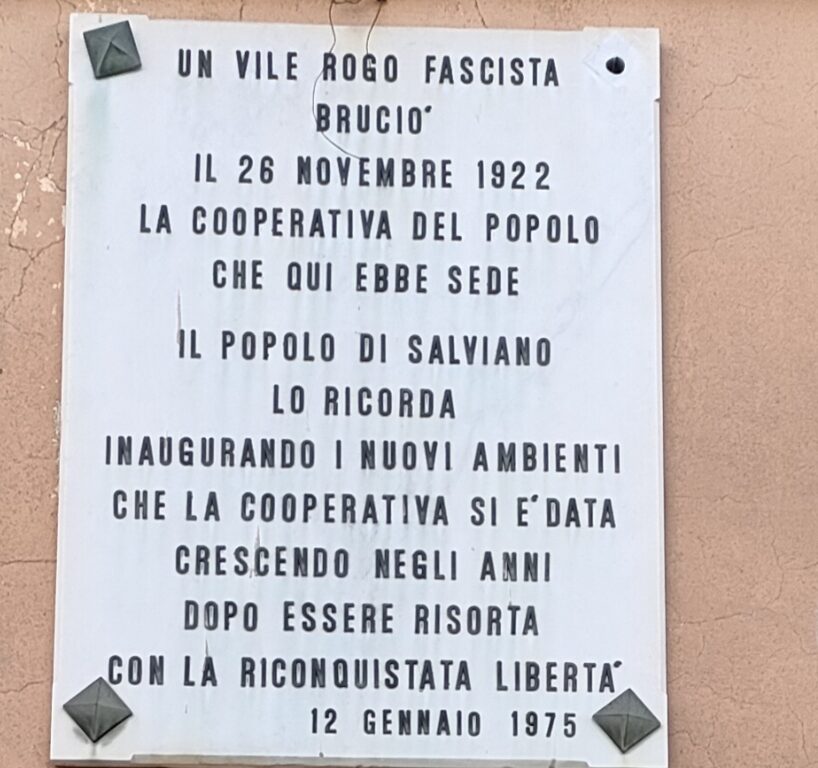 UN VILE ROGO FASCISTA
BRUCIO'
IL 26 NOVEMBRE 1922
LA COOPERATIVA DEL POPOLO
CHE QUI EBBE SEDE
IL POPOLO DI SALVIANO
LO RICORDA
INAUGURANDO I NUOVI AMBIENTI
CHE LA COOPERATIVA SI E' DATA
CRESCENDO NEGLI ANNI
DOPO ESSERE RISORTA
CON LA RICONQUISTATA LIBERTA'
12 GENNAIO 1975